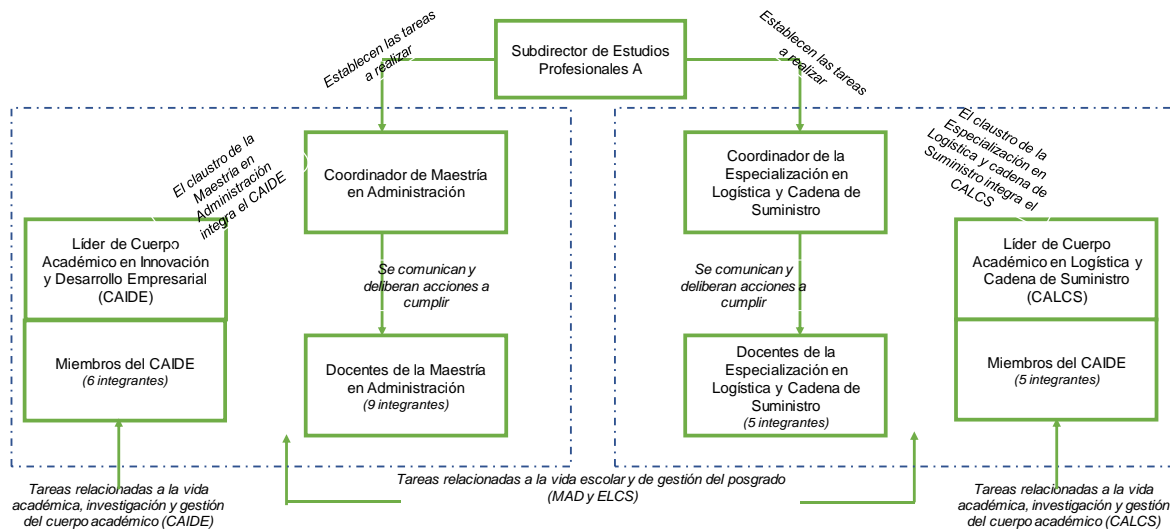 Subdirector de Estudios
Profesionales A
Establecen las tareas
a realizar
Establecen las tareas
a realizar
El claustro de la
Maestría en
Administración
integra el CAIDE
Coordinador de Maestría
en Administración
Coordinador de la
Especialización en
Logística y Cadena de
Suministro
El claustro de la
Especialización en
Logística y cadena de
Suministro integra el
CALCS
Líder de Cuerpo
Académico en Innovación
y Desarrollo Empresarial
(CAIDE)
Se comunican y
deliberan acciones a
cumplir
Se comunican y
deliberan acciones a
cumplir
Líder de Cuerpo
Académico en Logística y
Cadena de Suministro
(CALCS)
Miembros del CAIDE
(6 integrantes)
Docentes de la Maestría
en Administración
(9 integrantes)
Docentes de la
Especialización en
Logística y Cadena de
Suministro
(5 integrantes)
Miembros del CAIDE
(5 integrantes)
Tareas relacionadas a la vida
académica, investigación y gestión
del cuerpo académico (CAIDE)
Tareas relacionadas a la vida escolar y de gestión del posgrado
(MAD y ELCS)
Tareas relacionadas a la vida
académica, investigación y gestión
del cuerpo académico (CALCS)